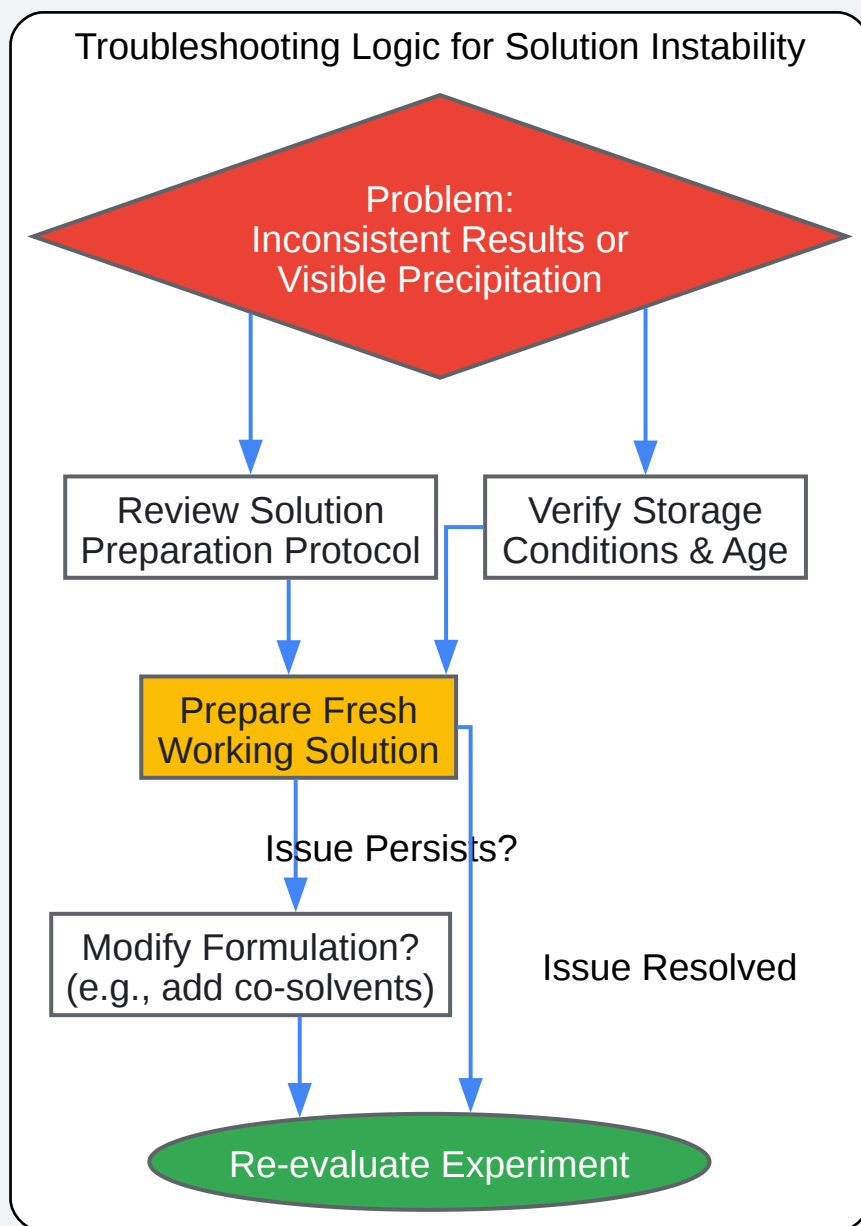 Troubleshooting Logic for Solution Instability
Problem:
Inconsistent Results or
Visible Precipitation
Review Solution
Preparation Protocol
Verify Storage
Conditions & Age
Prepare Fresh
Working Solution
Issue Persists?
Modify Formulation?
(e.g., add co-solvents)
Issue Resolved
Re-evaluate Experiment